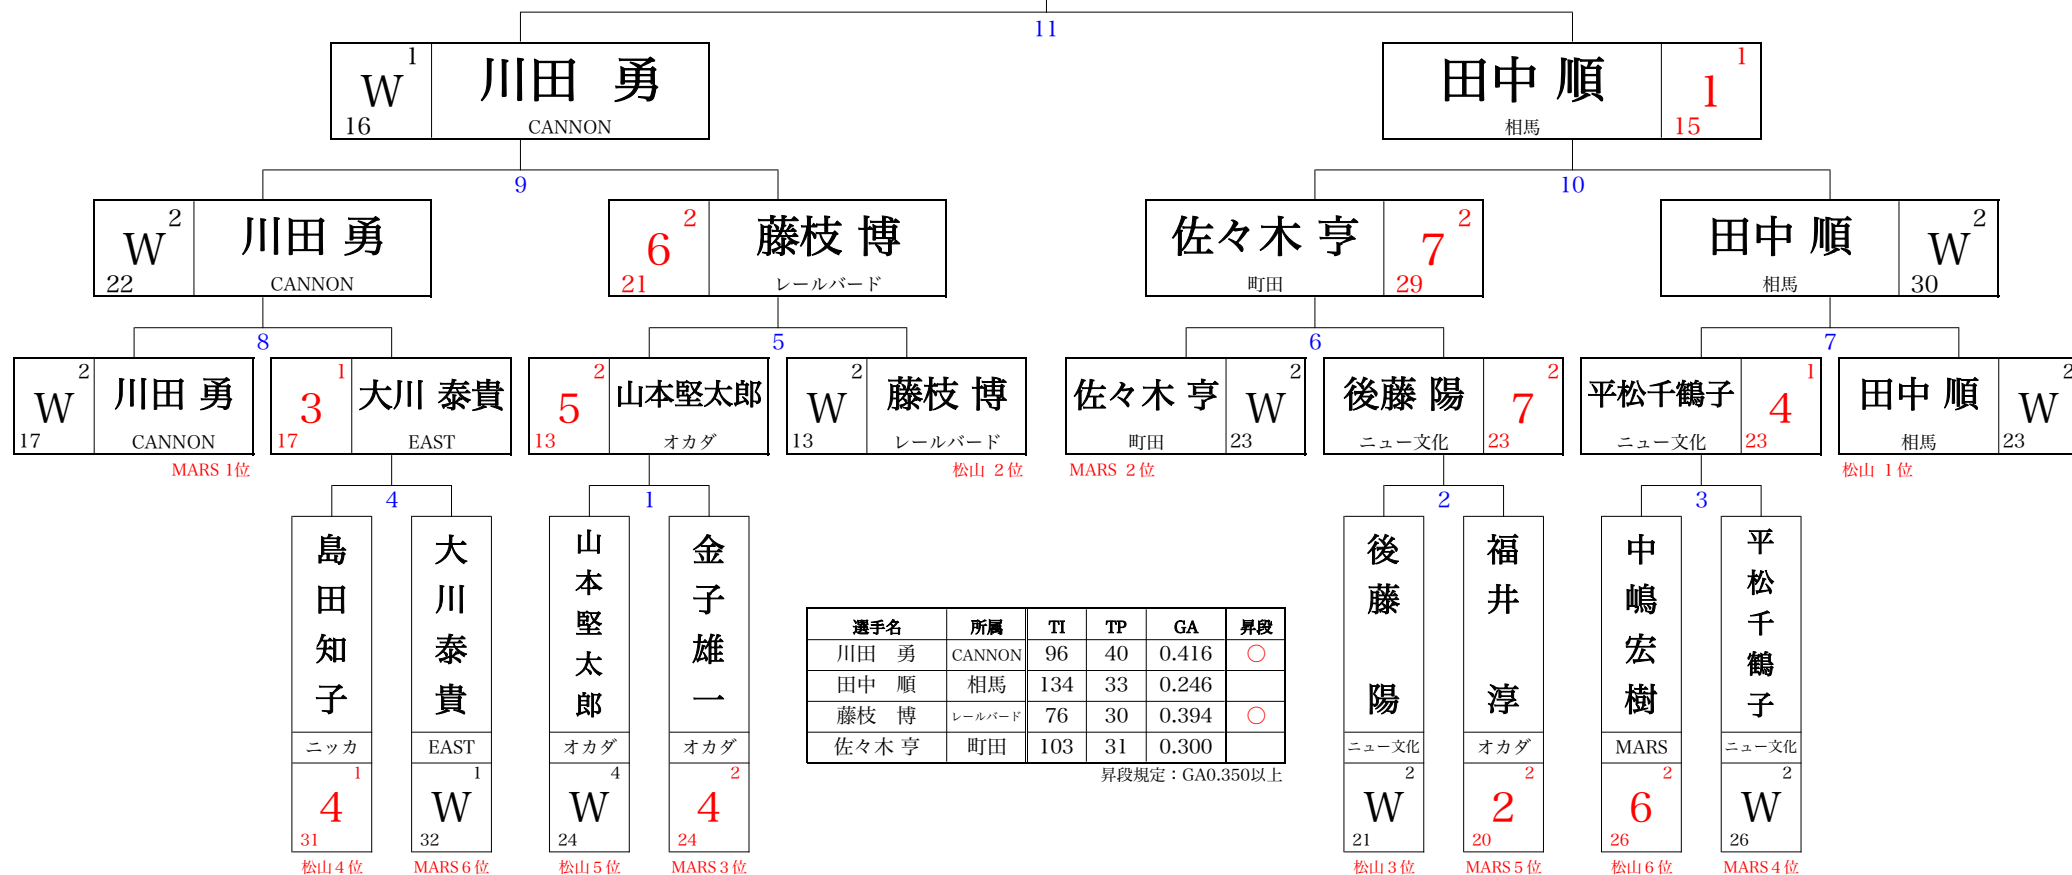 11
W 1 16 川田 勇 CANNON
田中 順 相馬 1 1 15
9
10
W 2 22 川田 勇 CANNON
6 2 21 藤枝 博 レールバード
佐々木 亨 町田 7 2 29
田中 順 相馬 W 2 30
8
5
6
7
W 2 17 川田 勇 CANNON
3 1 17 大川 泰貴 EAST
5 2 13 山本堅太郎 オカダ
W 2 13 藤枝 博 レールバード
佐々木 亨 町田 W 2 23
後藤 陽 ニュー文化 7 2 23
平松千鶴子 ニュー文化 4 1 23
田中 順 相馬 W 2 23
MARS 1位
松山 2位
MARS 2位
松山 1位
4
1
2
3
島田知子 ニッカ 4 1 31 松山4位
大川泰貴 EAST W 1 32 MARS6位
山本堅太郎 オカダ W 4 24 松山5位
金子雄一 オカダ 4 2 24 MARS3位
後藤 陽 ニュー文化 W 2 21 松山3位
福井 淳 オカダ 2 2 20 MARS5位
中嶋宏樹 MARS 6 2 26 松山6位
平松千鶴子 ニュー文化 W 2 26 MARS4位
選手名 所属 TI TP GA 昇段
川田 勇 CANNON 96 40 0.416 ○
田中 順 相馬 134 33 0.246
藤枝 博 レールバード 76 30 0.394 ○
佐々木 亨 町田 103 31 0.300
昇段規定：GA0.350以上